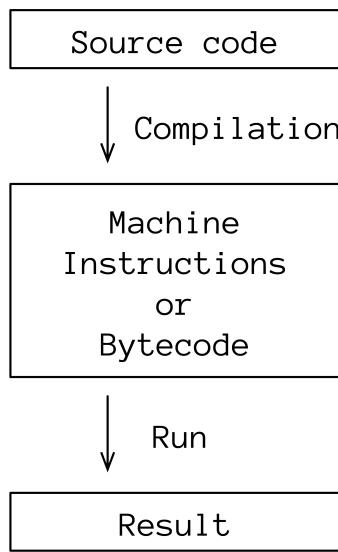 Source code
Compilation
Machine
Instructions
or
Bytecode
Run
Result